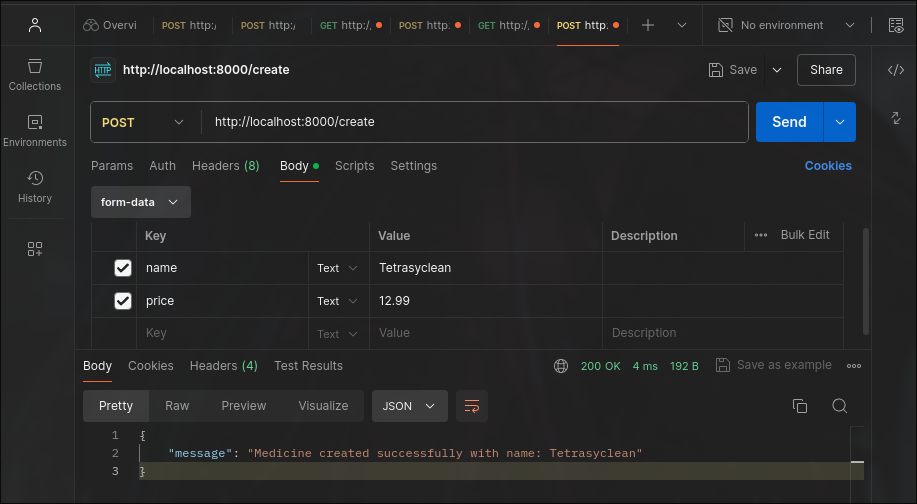 Overvi POST http:/ POST http:/ GET http:/, POST http: GET http:/, POST http: No environment
HTTP http://localhost:8000/create Save Share
Collections
Environments
History
POST http://localhost:8000/create Send
Params Auth Headers (8) Body Scripts Settings Cookies
form-data
Key Value Description Bulk Edit
name Text Tetrasyclean
price Text 12.99
Key Text Value Description
Body Cookies Headers (4) Test Results 200 OK 4 ms 192 B Save as example
Pretty Raw Preview Visualize JSON
1 {
2 "message": "Medicine created successfully with name: Tetrasyclean"
3 }